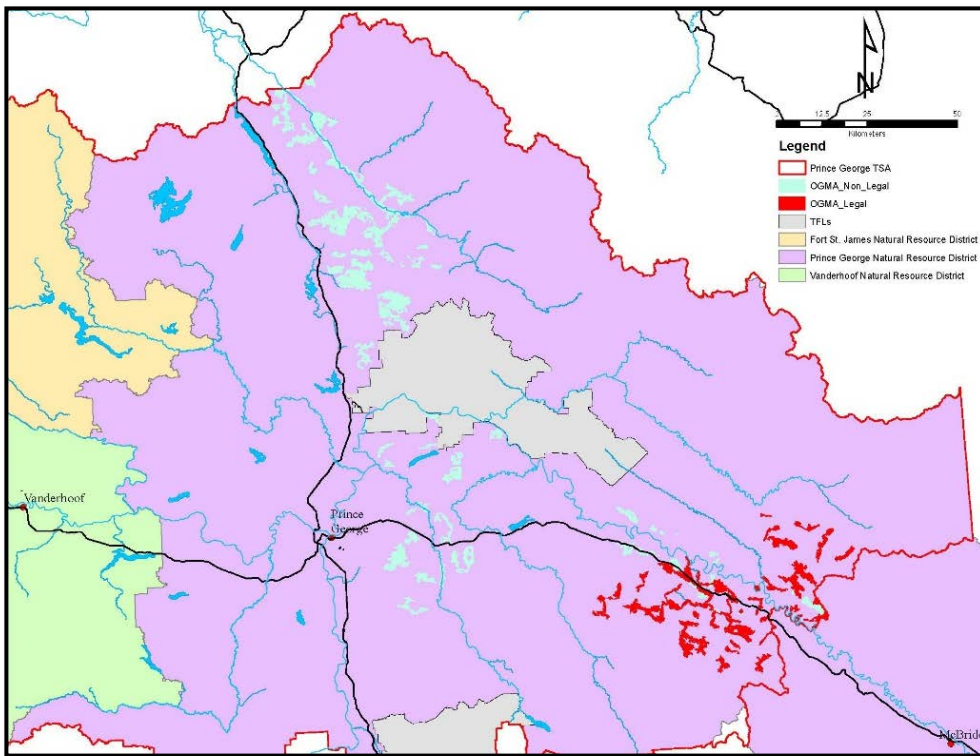 N
12.5 25 50
Kilometers
Legend
Prince George TSA
OGMA_Non_Legal
OGMA_Legal
TFLs
Fort St. James Natural Resource District
Prince George Natural Resource District
Vanderhoof Natural Resource District
Vanderhoof
Prince
George
McBrid